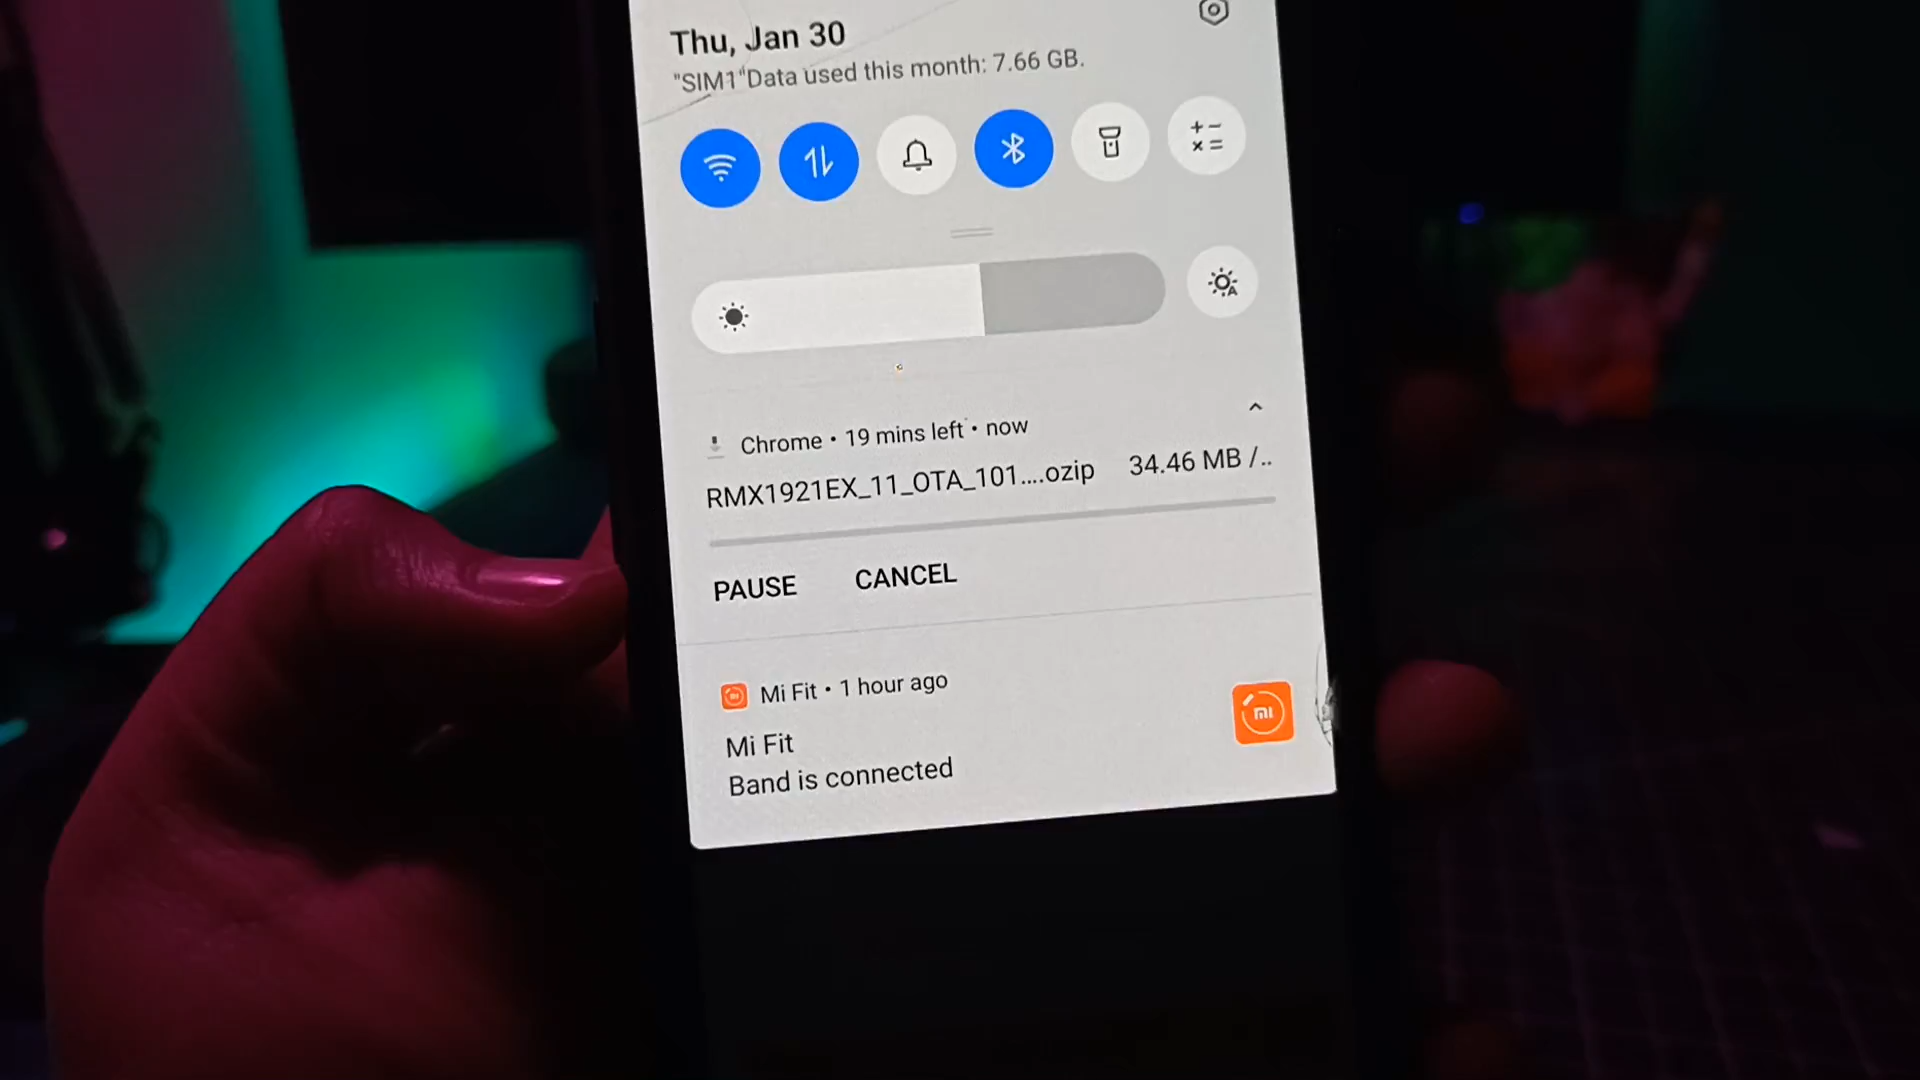 Thu, Jan 30
"SIM1"Data used this month: 7.66 GB.
Chrome • 19 mins left • now
RMX1921EX_11_OTA_101....ozip 34.46 MB /..
PAUSE CANCEL
Mi Fit • 1 hour ago
Mi Fit
Band is connected